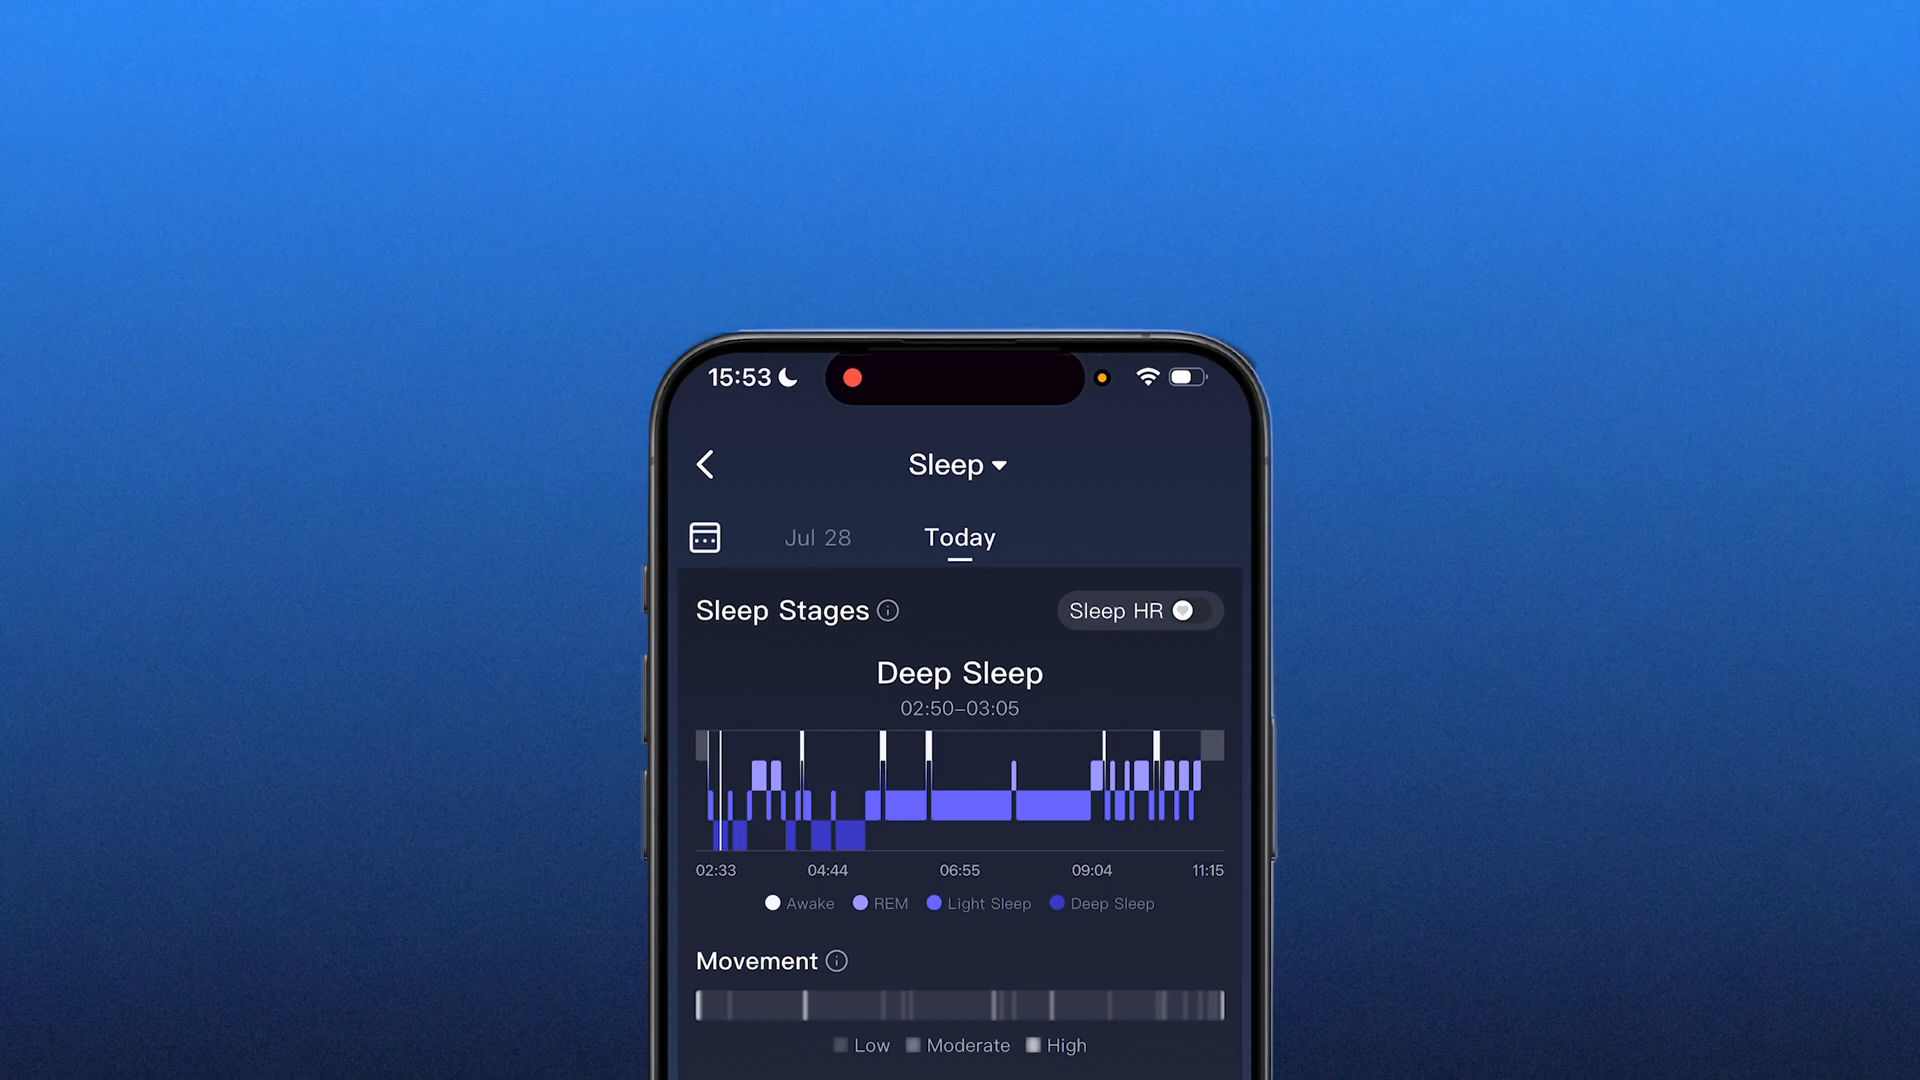 15:53
Sleep
Jul 28 Today
Sleep Stages Sleep HR
Deep Sleep
02:50–03:05
02:33 04:44 06:55 09:04 11:15
Awake REM Light Sleep Deep Sleep
Movement
Low Moderate High